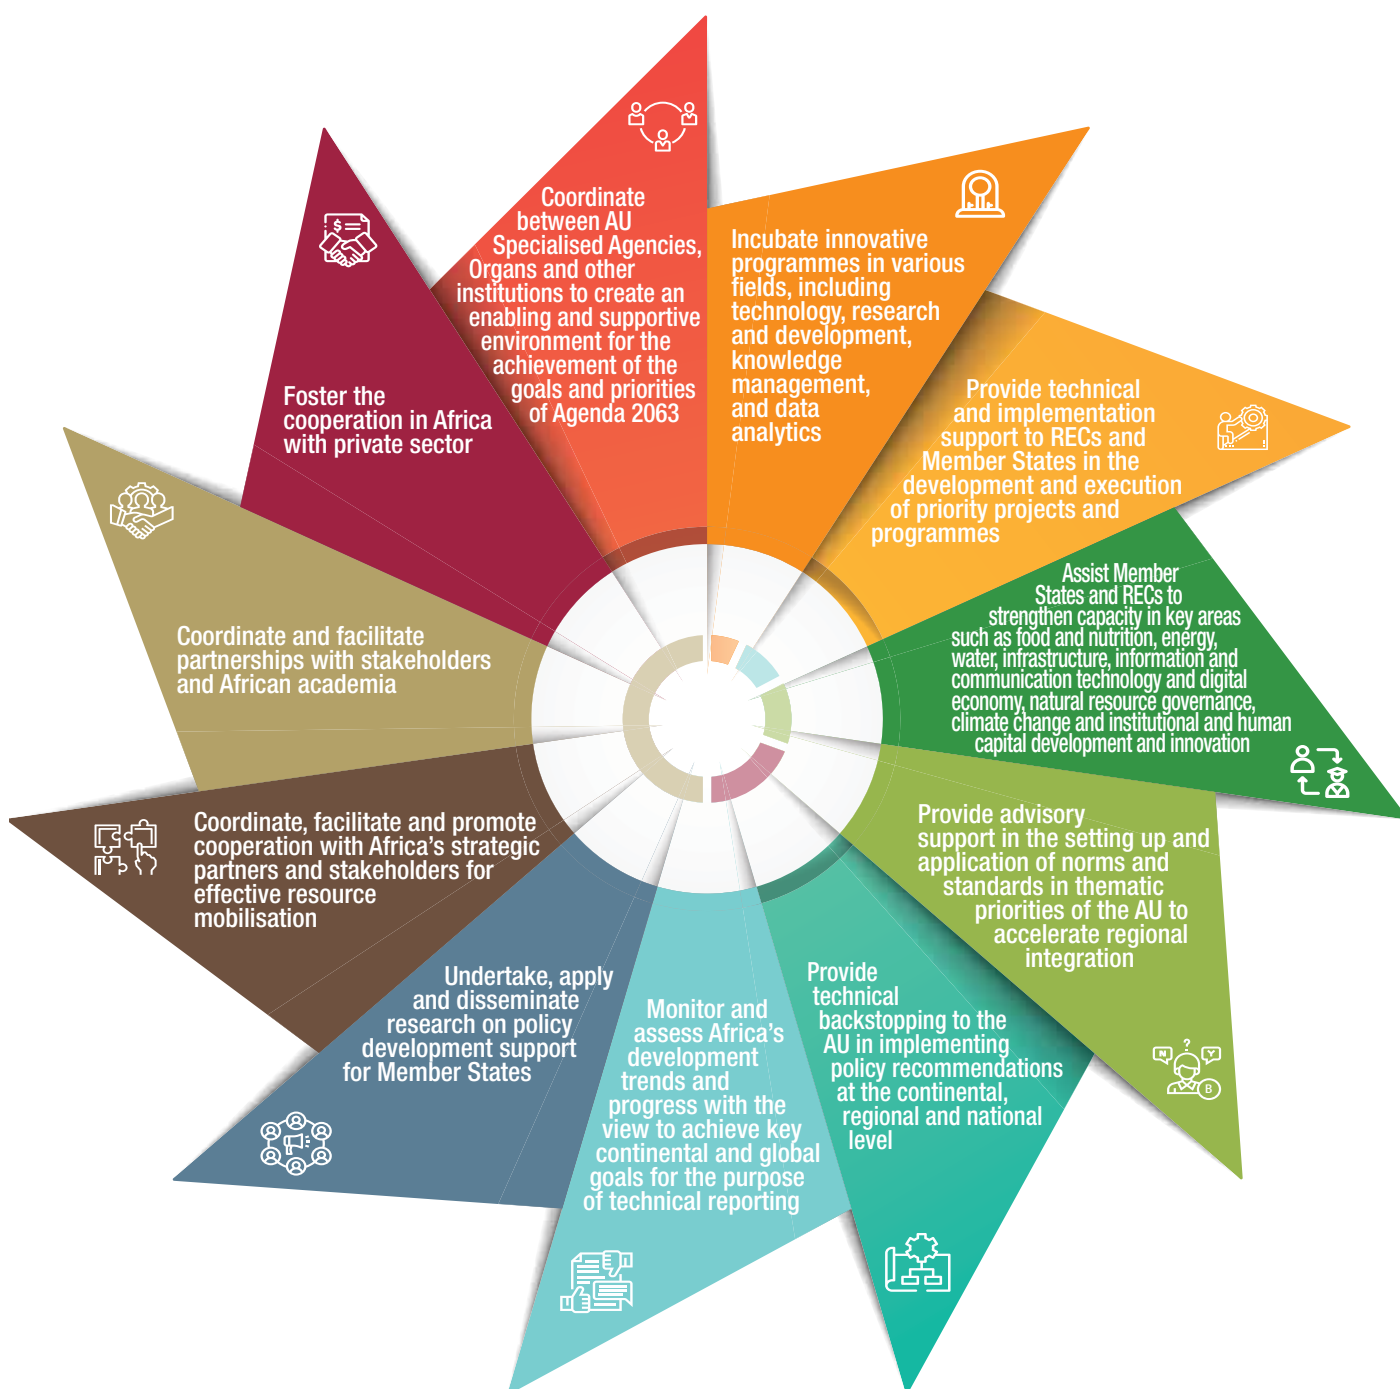 Coordinate
between AU
Specialised Agencies,
Organs and other
institutions to create an
enabling and supportive
environment for the
achievement of the
goals and priorities
of Agenda 2063
Incubate innovative
programmes in various
fields, including
technology, research
and development,
knowledge
management,
and data
analytics
Provide technical
and implementation
support to RECs and
Member States in the
development and execution
of priority projects and
programmes
Assist Member
States and RECs to
strengthen capacity in key areas
such as food and nutrition, energy,
water, infrastructure, information and
communication technology and digital
economy, natural resource governance,
climate change and institutional and human
capital development and innovation
Provide advisory
support in the setting up and
application of norms and
standards in thematic
priorities of the AU to
accelerate regional
integration
N ? Y
B
Provide
technical
backstopping to the
AU in implementing
policy recommendations
at the continental,
regional and national
level
Monitor and
assess Africa's
development
trends and
progress with the
view to achieve key
continental and global
goals for the purpose
of technical reporting
Undertake, apply
and disseminate
research on policy
development support
for Member States
Coordinate, facilitate and promote
cooperation with Africa's strategic
partners and stakeholders for
effective resource
mobilisation
Coordinate and facilitate
partnerships with stakeholders
and African academia
$
Foster the
cooperation in Africa
with private sector